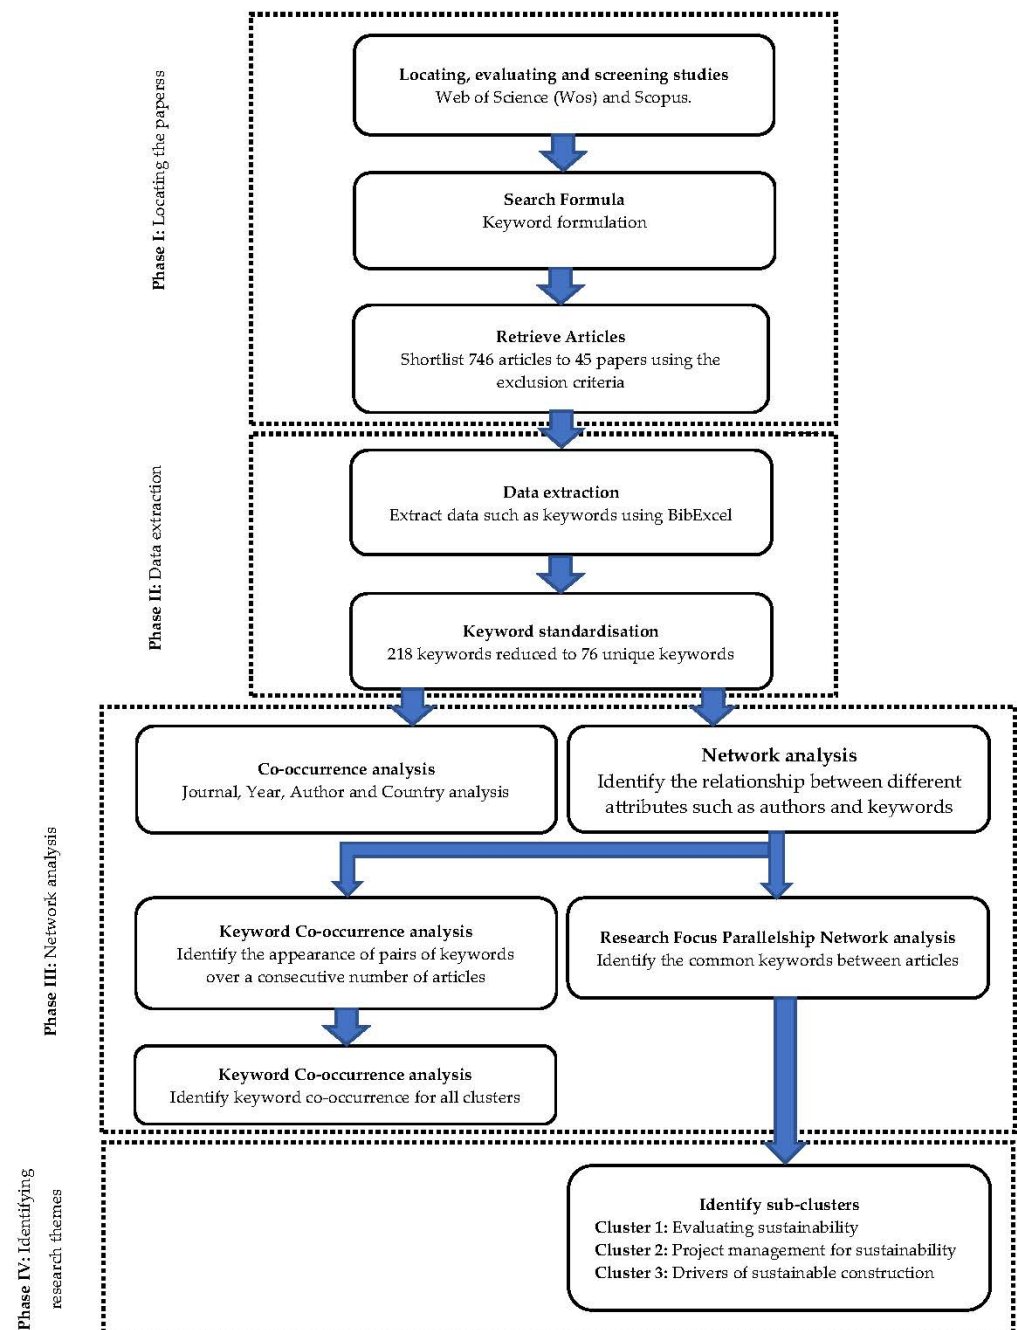 Phase I: Locating the paperss
Locating, evaluating and screening studies
Web of Science (Wos) and Scopus.
Search Formula
Keyword formulation
Retrieve Articles
Shortlist 746 articles to 45 papers using the
exclusion criteria
Phase II: Data extraction
Data extraction
Extract data such as keywords using BibExcel
Keyword standardisation
218 keywords reduced to 76 unique keywords
Phase III: Network analysis
Co-occurrence analysis
Journal, Year, Author and Country analysis
Network analysis
Identify the relationship between different
attributes such as authors and keywords
Keyword Co-occurrence analysis
Identify the appearance of pairs of keywords
over a consecutive number of articles
Research Focus Parallelship Network analysis
Identify the common keywords between articles
Keyword Co-occurrence analysis
Identify keyword co-occurrence for all clusters
Phase IV: Identifying
research themes
Identify sub-clusters
Cluster 1: Evaluating sustainability
Cluster 2: Project management for sustainability
Cluster 3: Drivers of sustainable construction